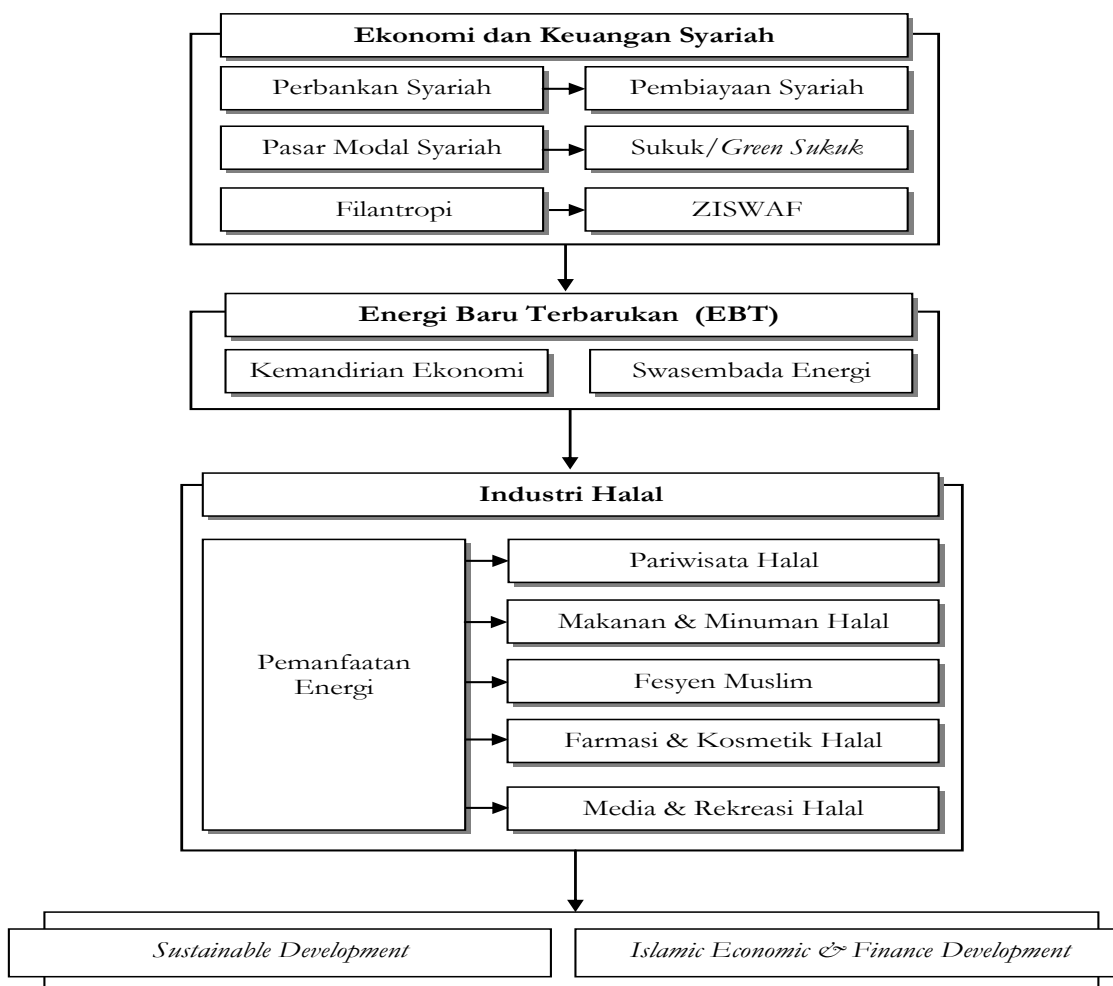 Ekonomi dan Keuangan Syariah
Perbankan Syariah
Pembiayaan Syariah
Pasar Modal Syariah
Sukuk/Green Sukuk
Filantropi
ZISWAF
Energi Baru Terbarukan (EBT)
Kemandirian Ekonomi
Swasembada Energi
Industri Halal
Pemanfaatan
Energi
Pariwisata Halal
Makanan & Minuman Halal
Fesyen Muslim
Farmasi & Kosmetik Halal
Media & Rekreasi Halal
Sustainable Development
Islamic Economic & Finance Development